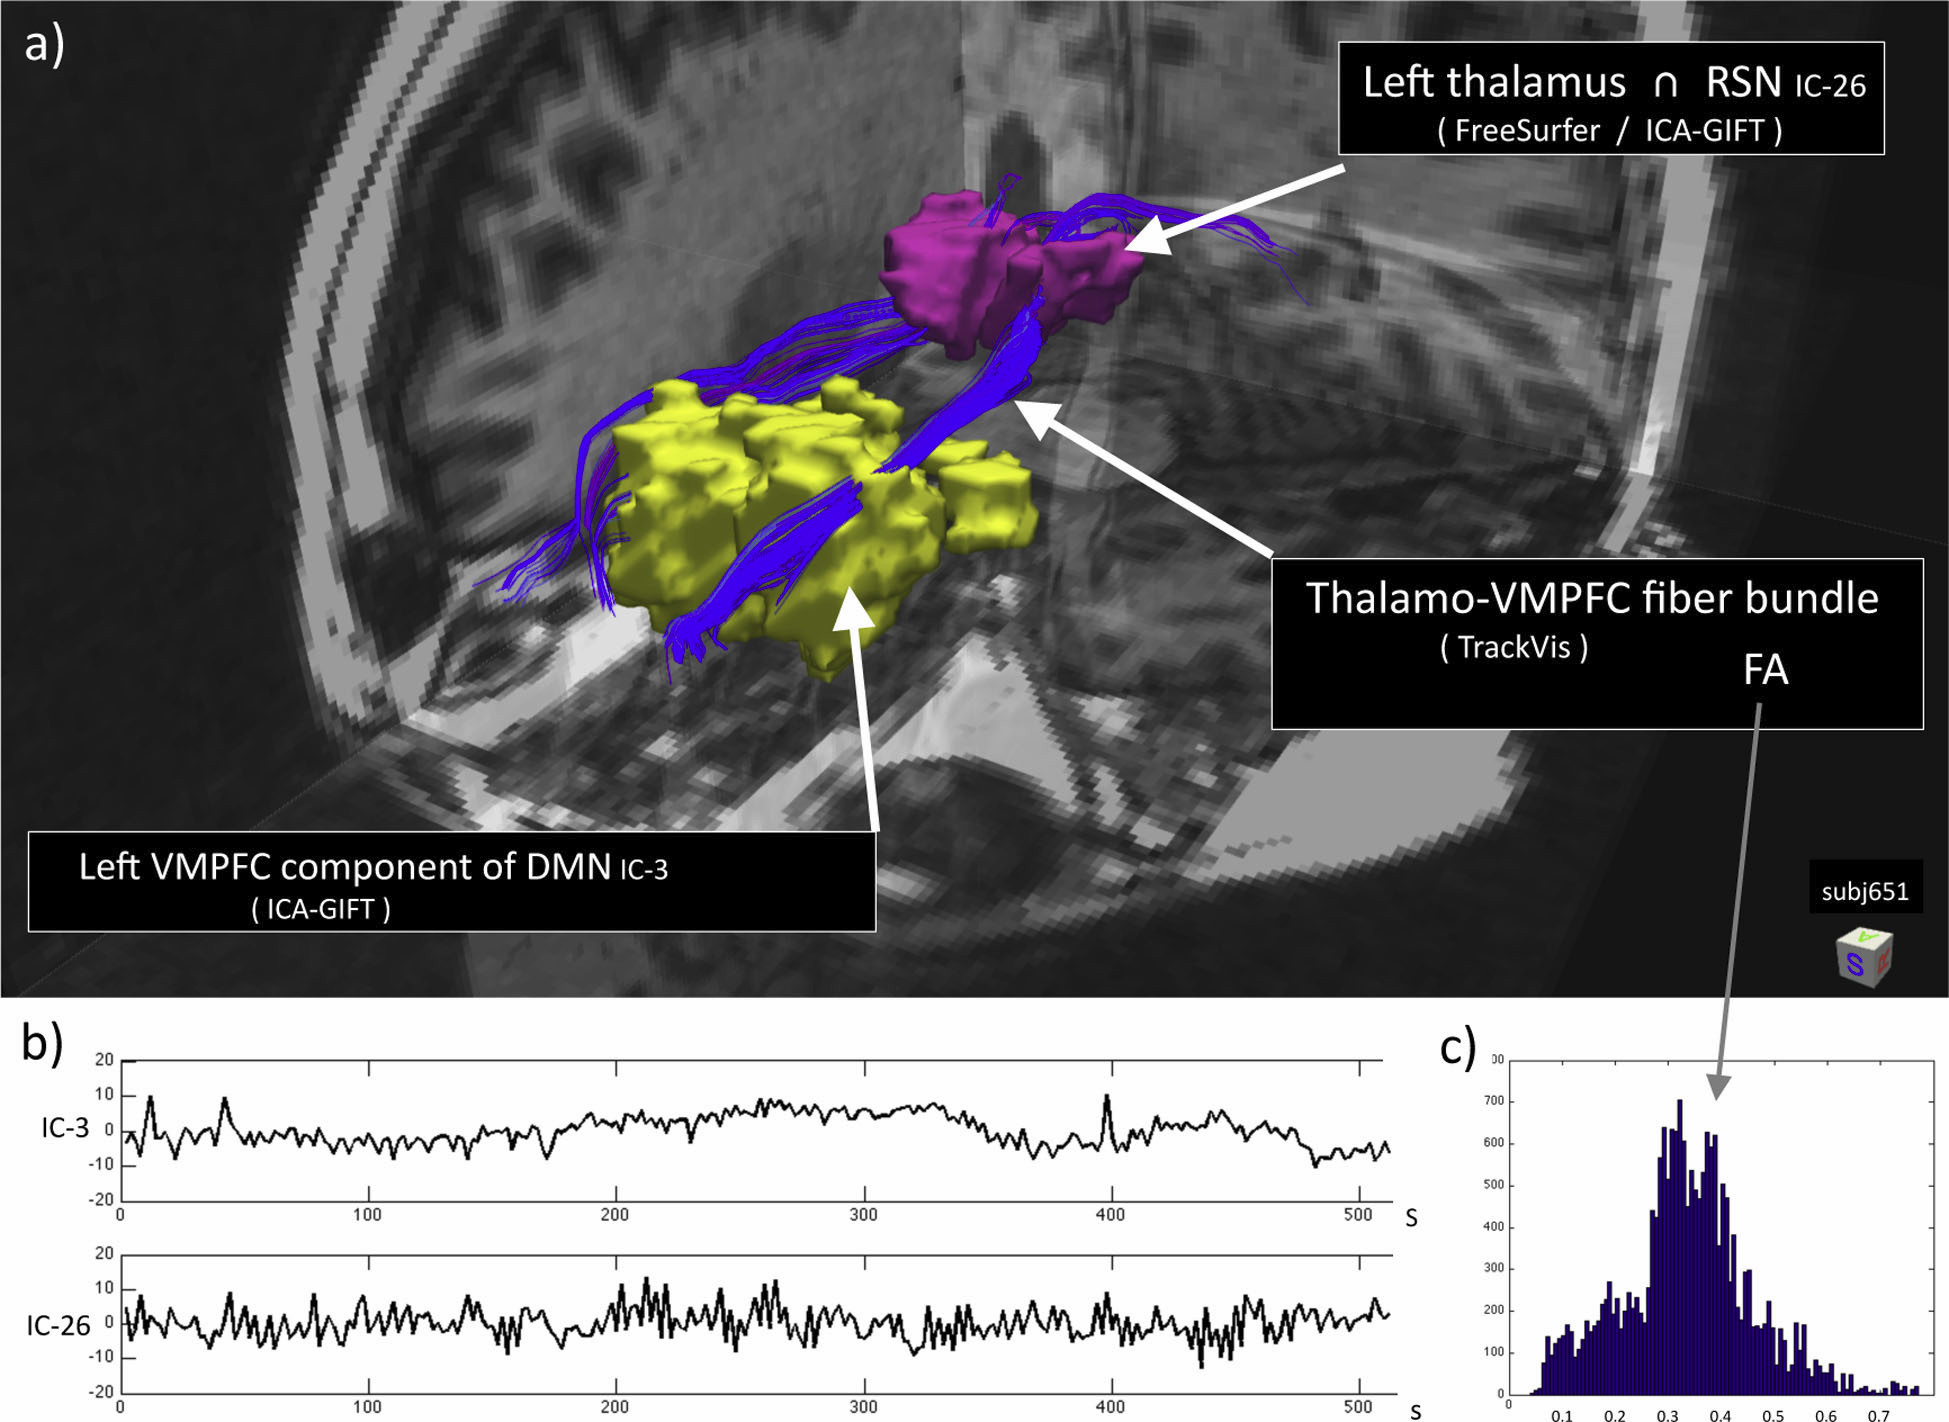 a)
Left thalamus ∩ RSN IC-26
( FreeSurfer / ICA-GIFT )
Thalamo-VMPFC fiber bundle
( TrackVis )
FA
Left VMPFC component of DMN IC-3
( ICA-GIFT )
subj651
A
S
R
b)
20
10
IC-3 0
-10
-20
0 100 200 300 400 500 s
20
10
IC-26 0
-10
-20
0 100 200 300 400 500 s
c)
00
700
600
500
400
300
200
100
0
0 0.1 0.2 0.3 0.4 0.5 0.6 0.7